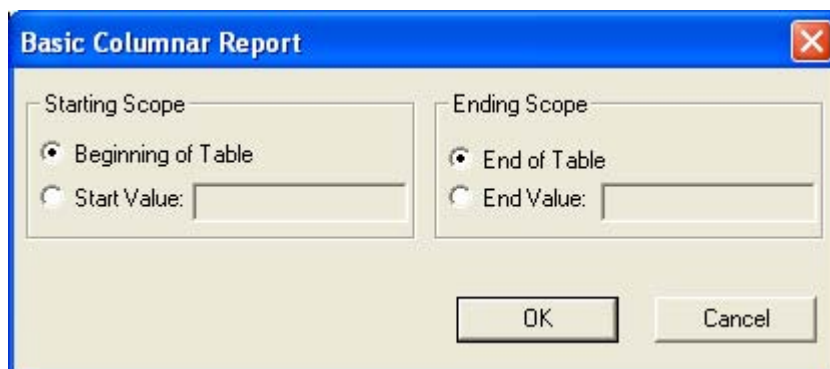 Basic Columnar Report
Starting Scope
Beginning of Table
Start Value:
Ending Scope
End of Table
End Value:
OK
Cancel